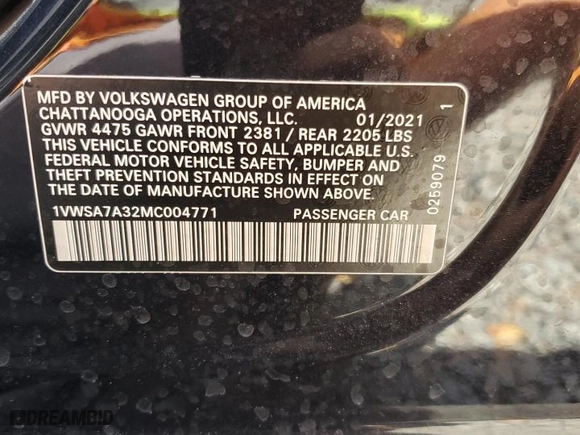 MFD BY VOLKSWAGEN GROUP OF AMERICA
CHATTANOOGA OPERATIONS, LLC. 01/2021
GVWR 4475 GAWR FRONT 2381 / REAR 2205 LBS
THIS VEHICLE CONFORMS TO ALL APPLICABLE U.S.
FEDERAL MOTOR VEHICLE SAFETY, BUMPER AND
THEFT PREVENTION STANDARDS IN EFFECT ON
THE DATE OF MANUFACTURE SHOWN ABOVE.
1VWSA7A32MC004771 PASSENGER CAR
0259079
1
DREAMBID